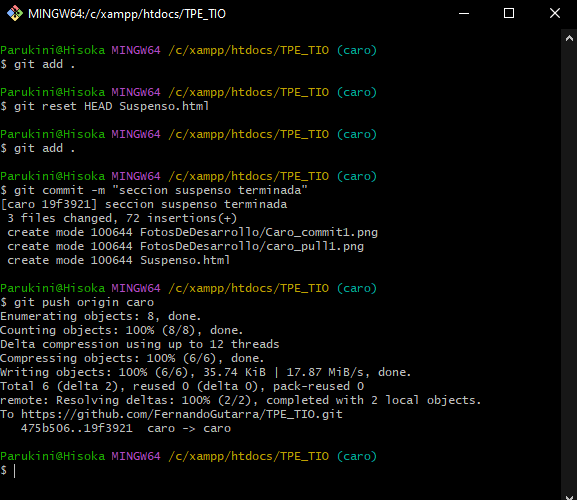 MINGW64:/c/xampp/htdocs/TPE_TIO
Parukini@Hisoka MINGW64 /c/xampp/htdocs/TPE_TIO (caro)
$ git add .
Parukini@Hisoka MINGW64 /c/xampp/htdocs/TPE_TIO (caro)
$ git reset HEAD Suspenso.html
Parukini@Hisoka MINGW64 /c/xampp/htdocs/TPE_TIO (caro)
$ git add .
Parukini@Hisoka MINGW64 /c/xampp/htdocs/TPE_TIO (caro)
$ git commit -m "seccion suspenso terminada"
[caro 19f3921] seccion suspenso terminada
 3 files changed, 72 insertions(+)
 create mode 100644 FotosDeDesarrollo/Caro_commit1.png
 create mode 100644 FotosDeDesarrollo/caro_pull1.png
 create mode 100644 Suspenso.html
Parukini@Hisoka MINGW64 /c/xampp/htdocs/TPE_TIO (caro)
$ git push origin caro
Enumerating objects: 8, done.
Counting objects: 100% (8/8), done.
Delta compression using up to 12 threads
Compressing objects: 100% (6/6), done.
Writing objects: 100% (6/6), 35.74 KiB | 17.87 MiB/s, done.
Total 6 (delta 2), reused 0 (delta 0), pack-reused 0
remote: Resolving deltas: 100% (2/2), completed with 2 local objects.
To https://github.com/FernandoGutarra/TPE_TIO.git
   475b506..19f3921  caro -> caro
Parukini@Hisoka MINGW64 /c/xampp/htdocs/TPE_TIO (caro)
$